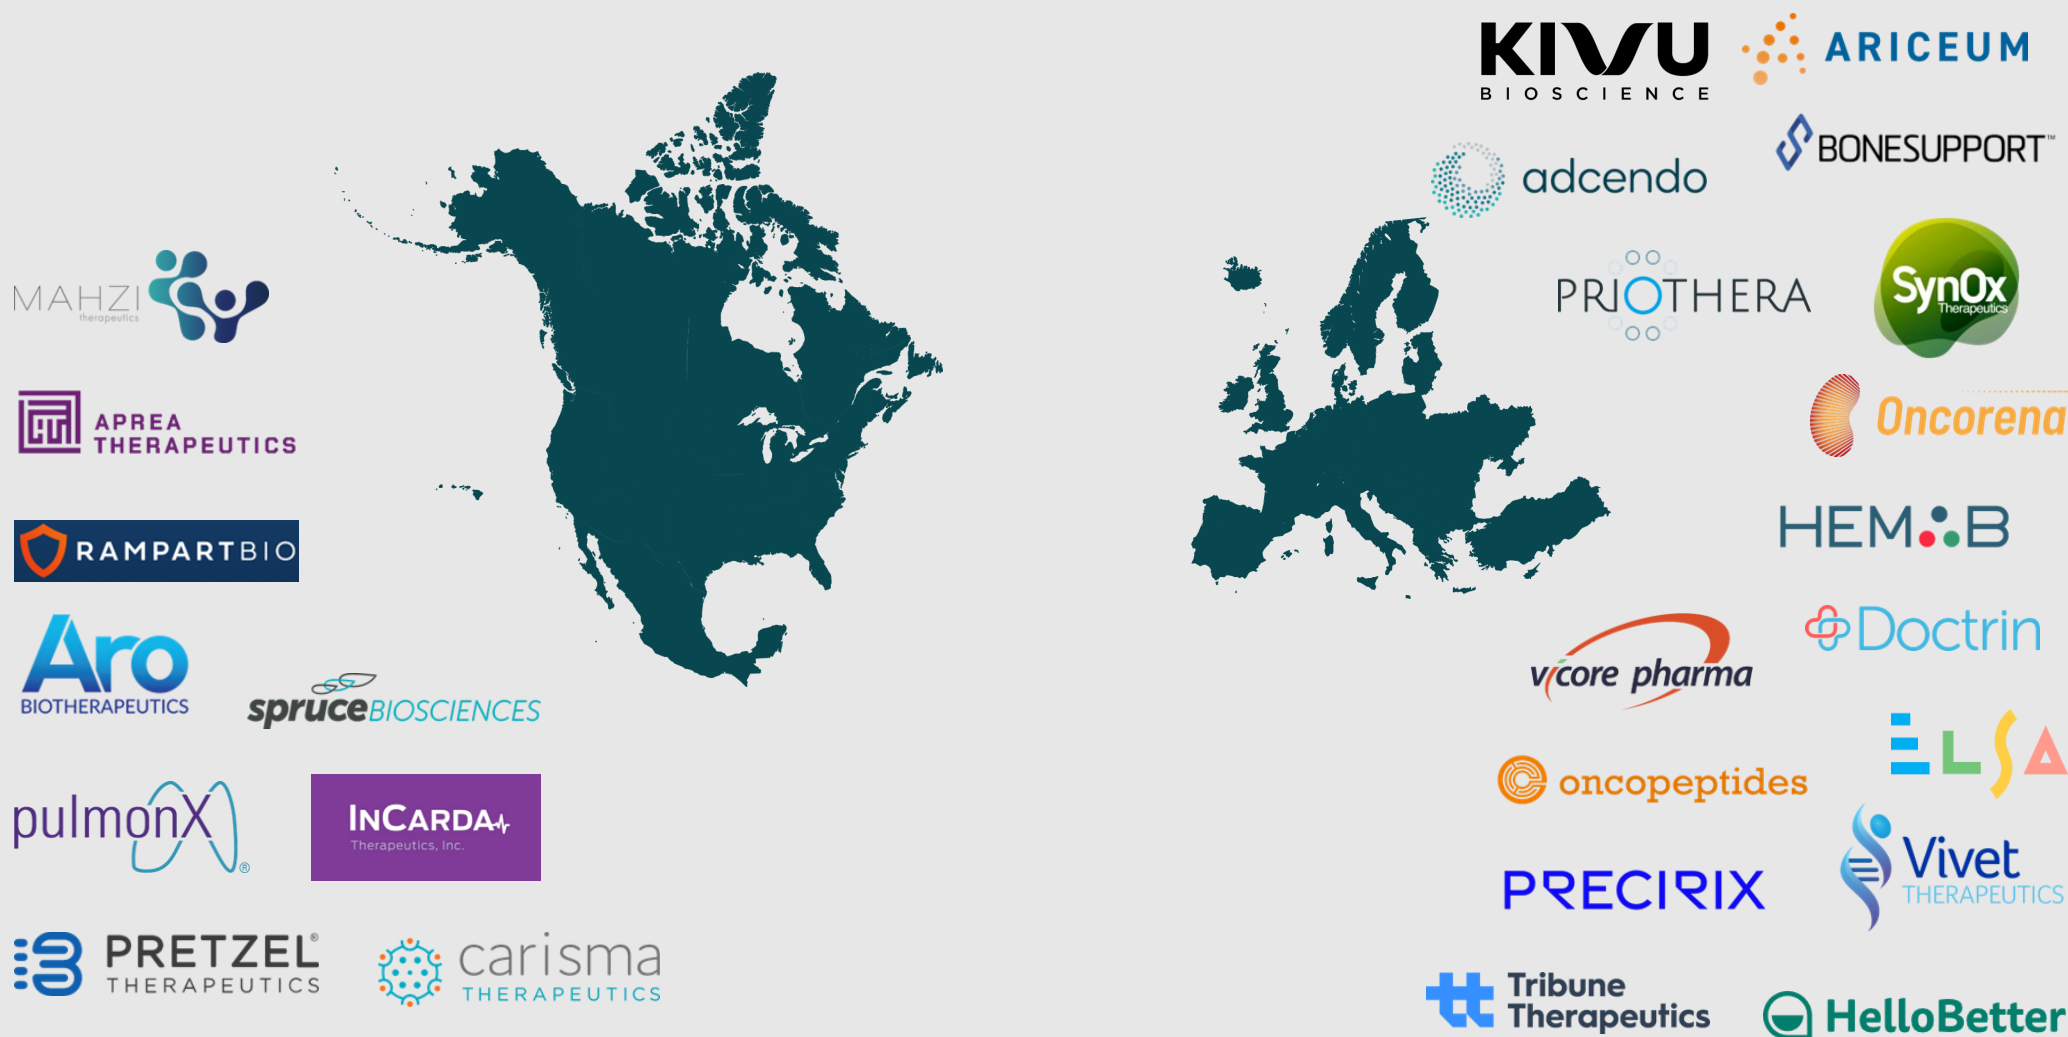 KIVU
BIOSCIENCE
ARICEUM
BONESUPPORT™
adcendo
PRIOTHERA
SynOx
Therapeutics
Oncorena
HEMAB
Doctrin
vicore pharma
ELSA
oncopeptides
Vivet
THERAPEUTICS
PRECIRIX
Tribune
Therapeutics
HelloBetter
MAHZI
therapeutics
APREA
THERAPEUTICS
RAMPARTBIO
Aro
BIOTHERAPEUTICS
spruceBIOSCIENCES
pulmonX®
INCARDA
Therapeutics, Inc.
PRETZEL®
THERAPEUTICS
carisma
THERAPEUTICS